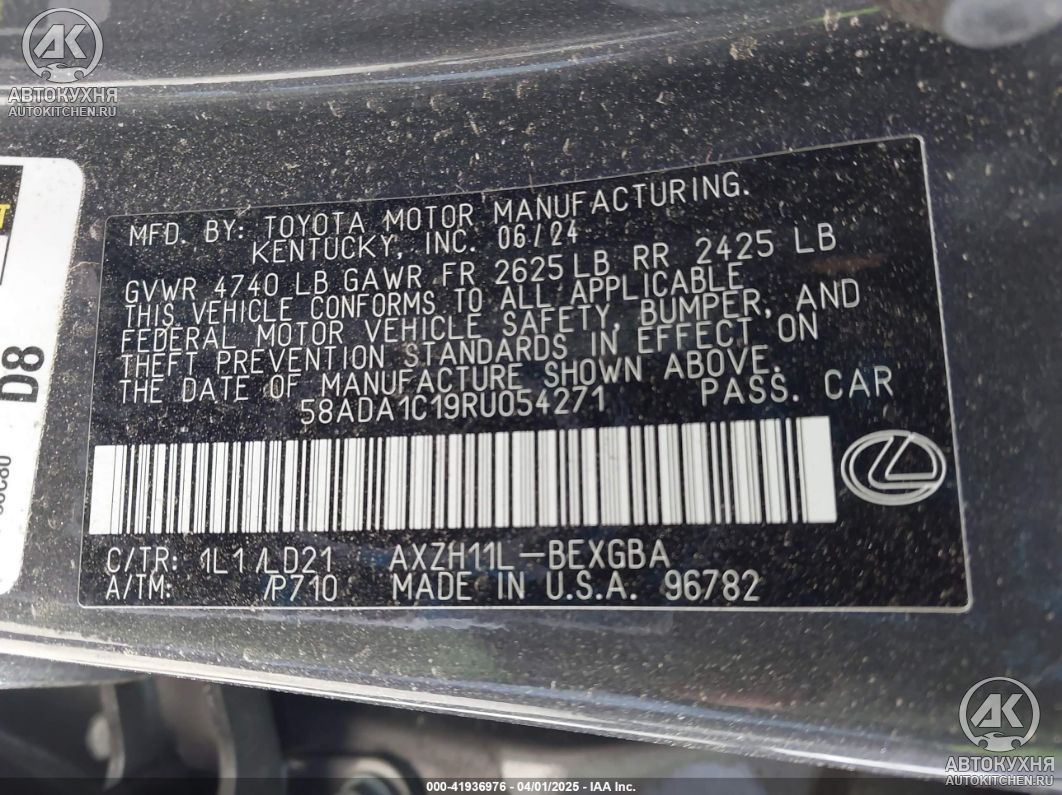 AK
АВТОКУХНЯ
AUTOKITCHEN.RU
D8
MFD. BY: TOYOTA MOTOR MANUFACTURING.
KENTUCKY, INC. 06/24
GVWR 4740 LB GAWR FR 2625 LB RR 2425 LB
THIS VEHICLE CONFORMS TO ALL APPLICABLE
FEDERAL MOTOR VEHICLE SAFETY, BUMPER, AND
THEFT PREVENTION STANDARDS IN EFFECT ON
THE DATE OF MANUFACTURE SHOWN ABOVE.
58ADA1C19RU054271 PASS. CAR
C/TR: 1L1/LD21 AXZH11L-BEXGBA
A/TM: /P710 MADE IN U.S.A. 96782
AK
АВТОКУХНЯ
AUTOKITCHEN.RU
000-41936976 - 04/01/2025 - IAA Inc.